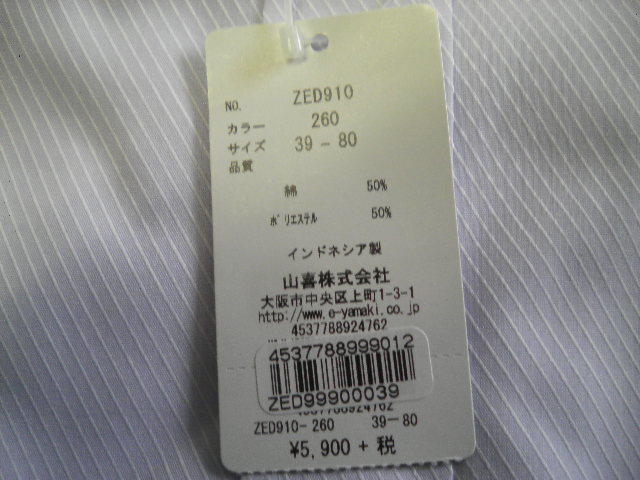 NO. ZED910
カラー 260
サイズ 39 - 80
品質
綿 50%
ポリエステル 50%
インドネシア製
山喜株式会社
大阪市中央区上町1-3-1
http://www.e-yamaki.co.jp
4537788924762
4537788999012
ZED99900039
4537788924762
ZED910- 260 39-80
¥5,900 + 税